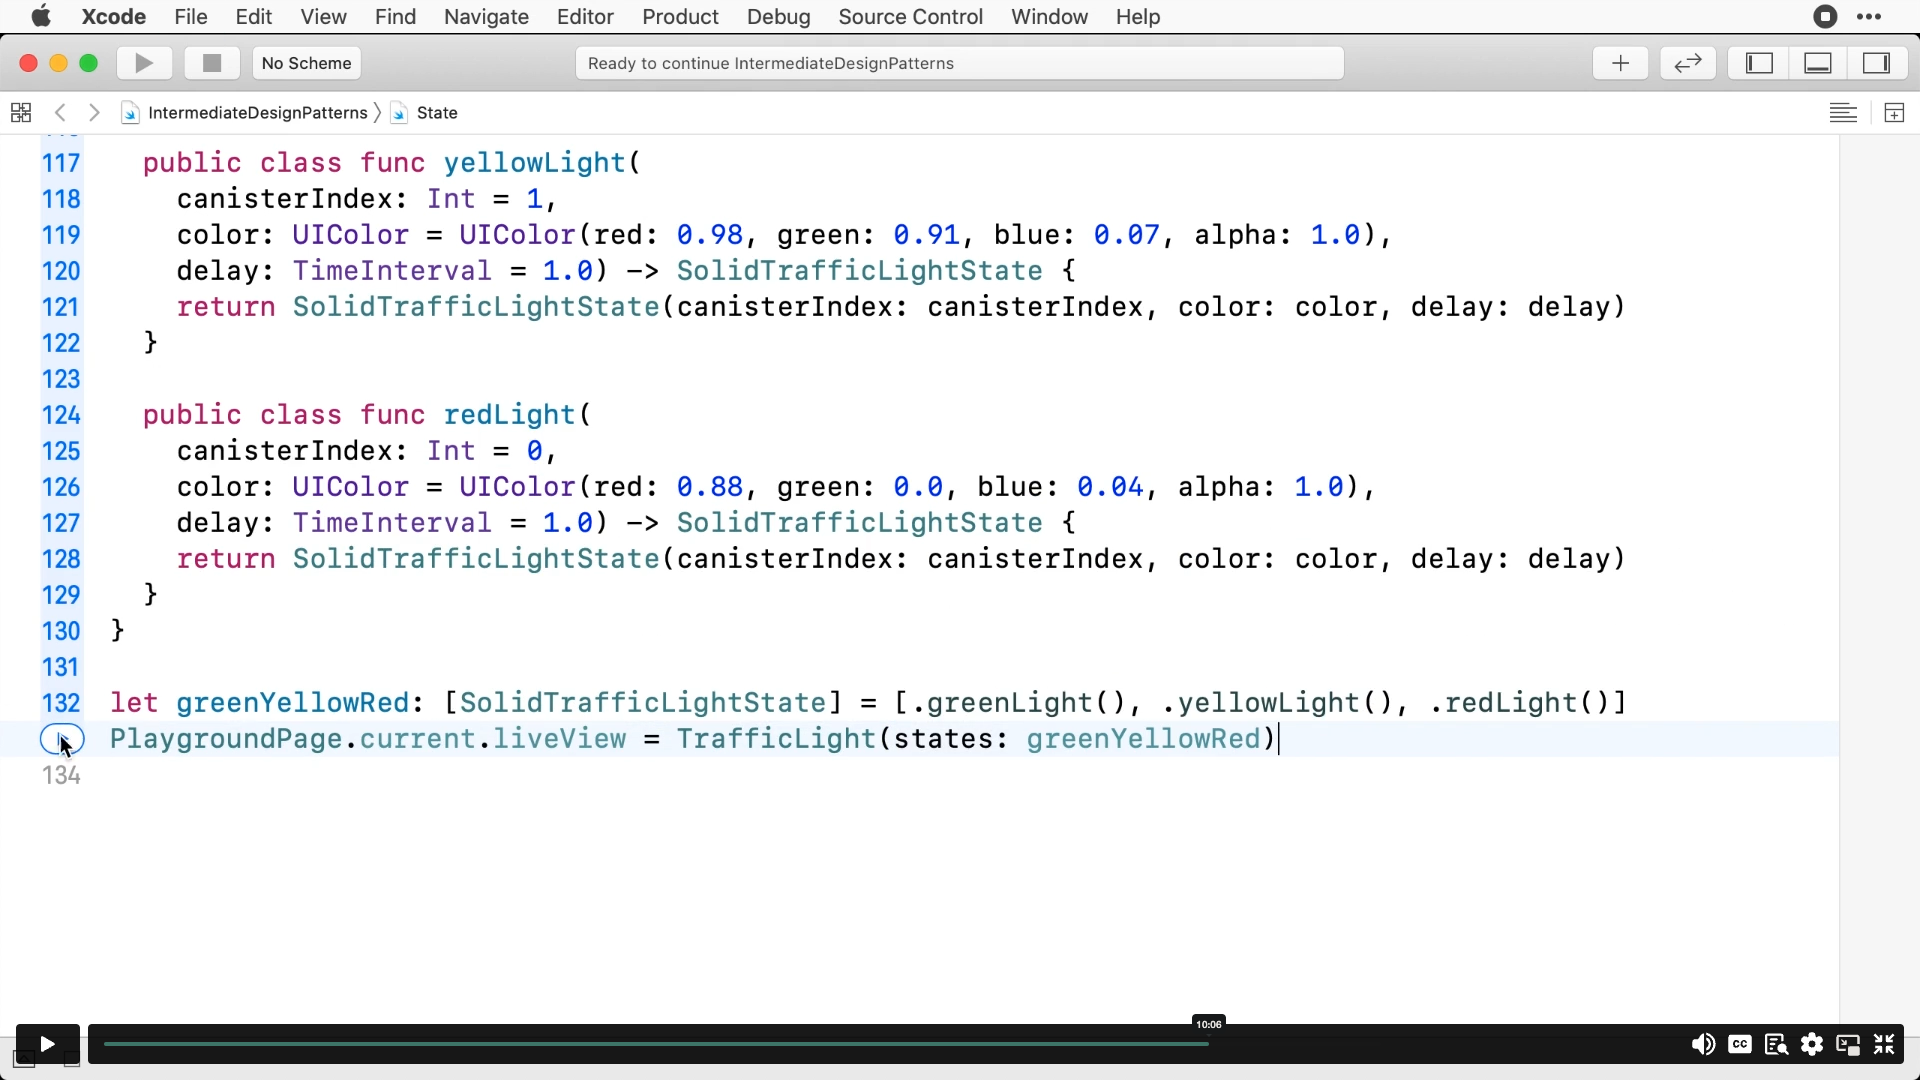 Xcode File Edit View Find Navigate Editor Product Debug Source Control Window Help
No Scheme
Ready to continue IntermediateDesignPatterns
IntermediateDesignPatterns State
117 public class func yellowLight(
118 canisterIndex: Int = 1,
119 color: UIColor = UIColor(red: 0.98, green: 0.91, blue: 0.07, alpha: 1.0),
120 delay: TimeInterval = 1.0) -> SolidTrafficLightState {
121 return SolidTrafficLightState(canisterIndex: canisterIndex, color: color, delay: delay)
122 }
123
124 public class func redLight(
125 canisterIndex: Int = 0,
126 color: UIColor = UIColor(red: 0.88, green: 0.0, blue: 0.04, alpha: 1.0),
127 delay: TimeInterval = 1.0) -> SolidTrafficLightState {
128 return SolidTrafficLightState(canisterIndex: canisterIndex, color: color, delay: delay)
129 }
130 }
131
132 let greenYellowRed: [SolidTrafficLightState] = [.greenLight(), .yellowLight(), .redLight()]
PlaygroundPage.current.liveView = TrafficLight(states: greenYellowRed)
134
10:06
CC